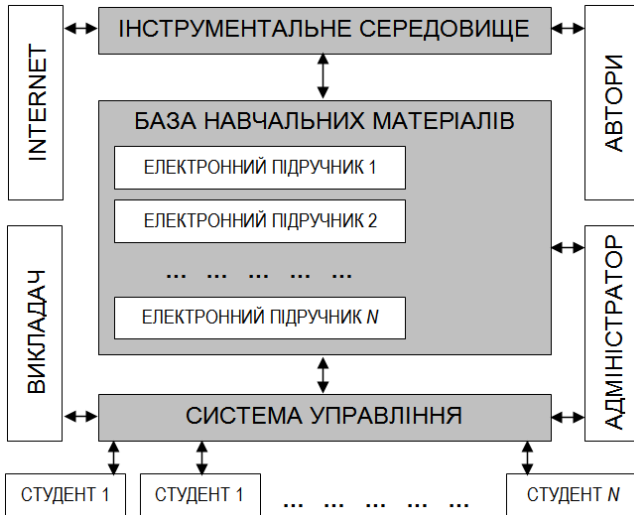 INTERNET
ІНСТРУМЕНТАЛЬНЕ СЕРЕДОВИЩЕ
АВТОРИ
БАЗА НАВЧАЛЬНИХ МАТЕРІАЛІВ
ЕЛЕКТРОННИЙ ПІДРУЧНИК 1
ЕЛЕКТРОННИЙ ПІДРУЧНИК 2
... ... ... ... ...
ЕЛЕКТРОННИЙ ПІДРУЧНИК N
ВИКЛАДАЧ
АДМІНІСТРАТОР
СИСТЕМА УПРАВЛІННЯ
СТУДЕНТ 1
СТУДЕНТ 1
... ... ... ... ...
СТУДЕНТ N